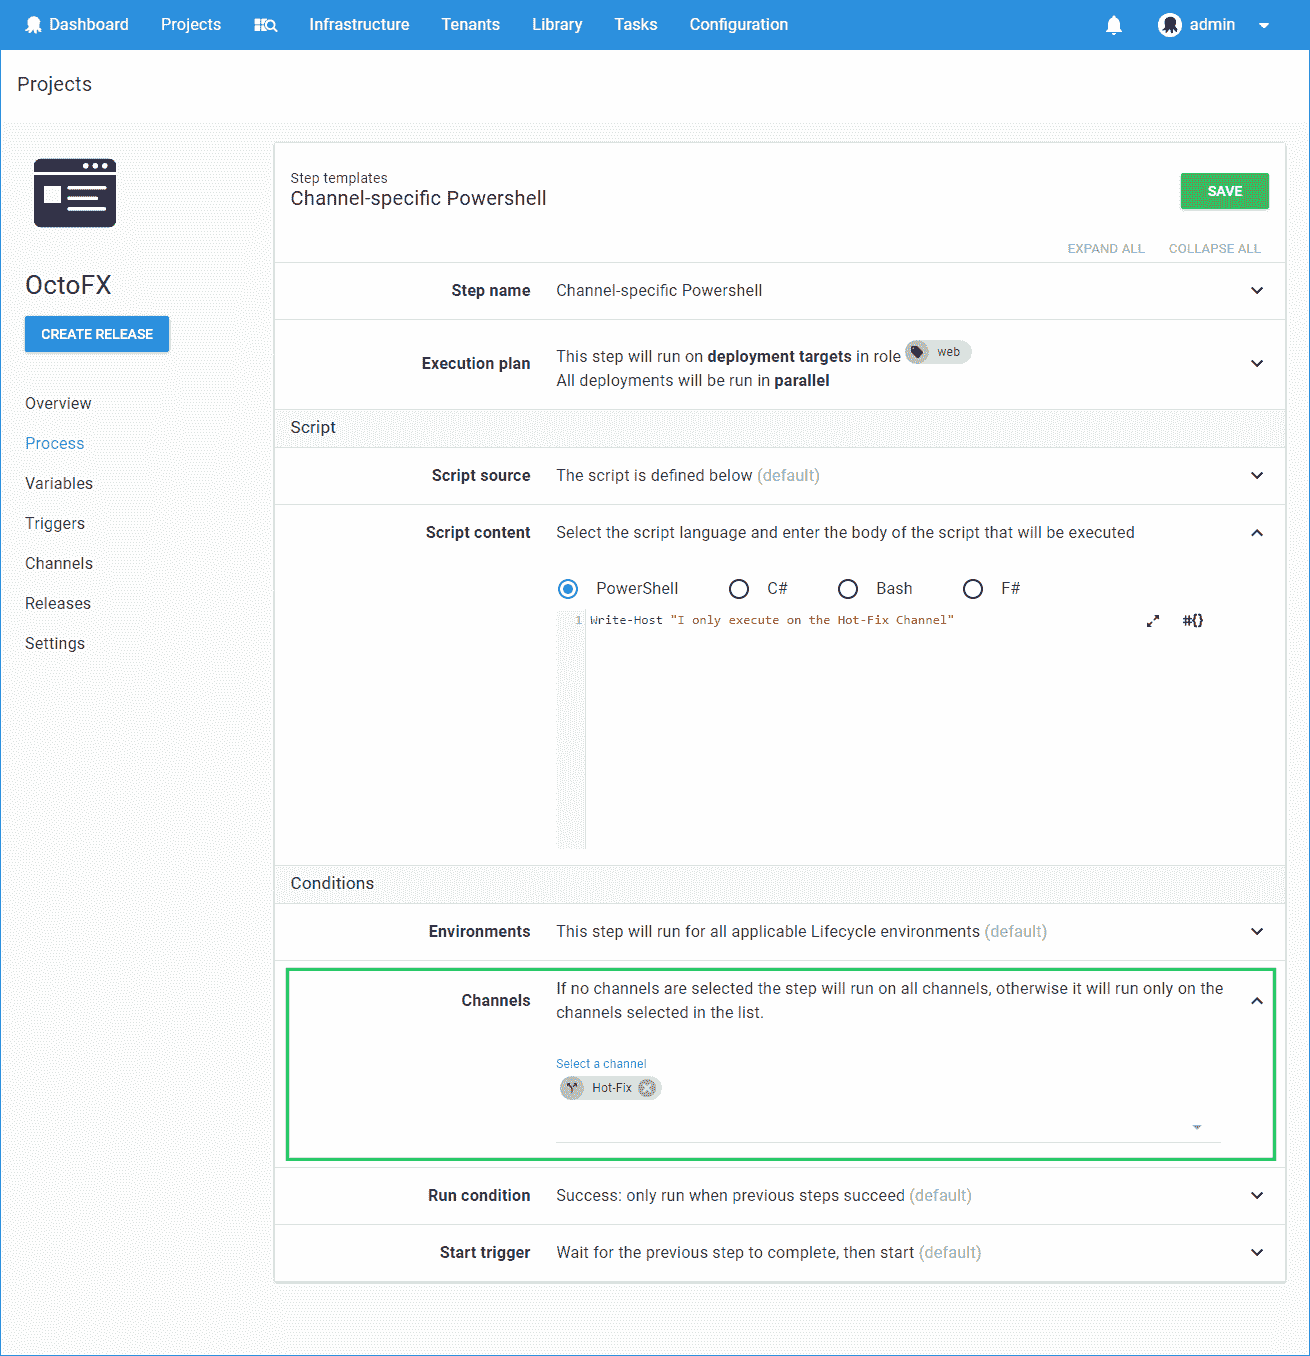 Dashboard Projects Infrastructure Tenants Library Tasks Configuration admin
Projects
OctoFX
CREATE RELEASE
Overview
Process
Variables
Triggers
Channels
Releases
Settings
Step templates
Channel-specific Powershell
SAVE
EXPAND ALL COLLAPSE ALL
Step name Channel-specific Powershell
Execution plan This step will run on deployment targets in role web
All deployments will be run in parallel
Script
Script source The script is defined below (default)
Script content Select the script language and enter the body of the script that will be executed
PowerShell C# Bash F#
1 Write-Host "I only execute on the Hot-Fix Channel" #{}
Conditions
Environments This step will run for all applicable Lifecycle environments (default)
Channels If no channels are selected the step will run on all channels, otherwise it will run only on the
channels selected in the list.
Select a channel
Hot-Fix
Run condition Success: only run when previous steps succeed (default)
Start trigger Wait for the previous step to complete, then start (default)